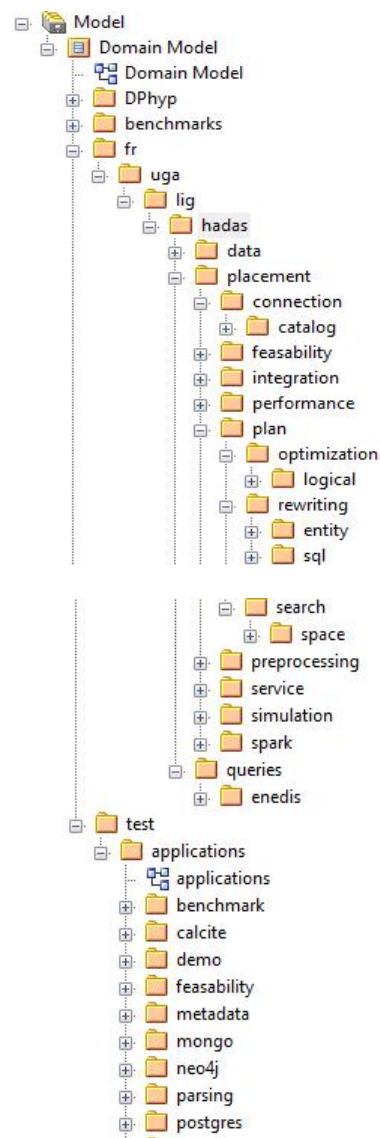 Model
Domain Model
Domain Model
DPhyp
benchmarks
fr
uga
lig
hadas
data
placement
connection
catalog
feasability
integration
performance
plan
optimization
logical
rewriting
entity
sql
search
space
preprocessing
service
simulation
spark
queries
enedis
test
applications
applications
benchmark
calcite
demo
feasability
metadata
mongo
neo4j
parsing
postgres